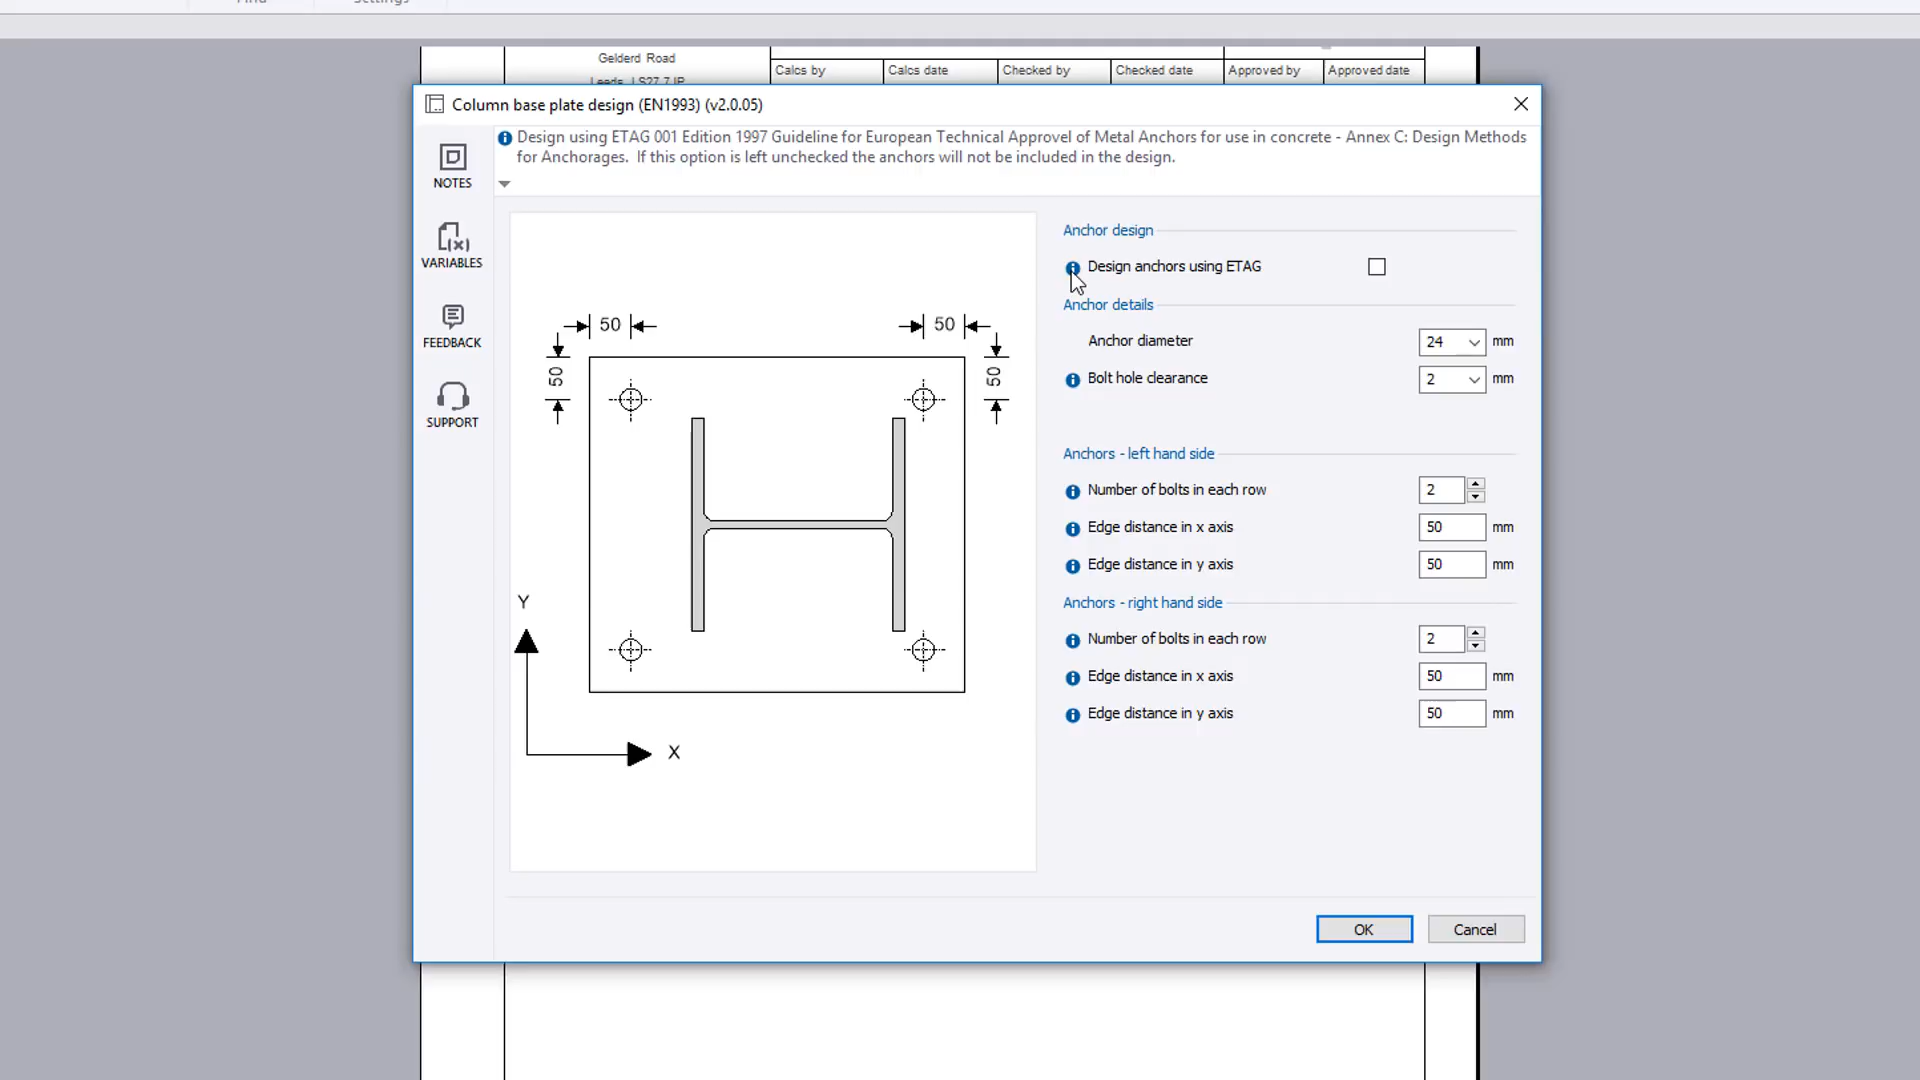 Settings
Gelderd Road
Leeds, LS27 7JP
Calcs by
Calcs date
Checked by
Checked date
Approved by
Approved date
Column base plate design (EN1993) (v2.0.05)
Design using ETAG 001 Edition 1997 Guideline for European Technical Approvel of Metal Anchors for use in concrete - Annex C: Design Methods
for Anchorages. If this option is left unchecked the anchors will not be included in the design.
NOTES
VARIABLES
FEEDBACK
SUPPORT
50
50
50
50
Y
X
Anchor design
Design anchors using ETAG
Anchor details
Anchor diameter 24 mm
Bolt hole clearance 2 mm
Anchors - left hand side
Number of bolts in each row 2
Edge distance in x axis 50 mm
Edge distance in y axis 50 mm
Anchors - right hand side
Number of bolts in each row 2
Edge distance in x axis 50 mm
Edge distance in y axis 50 mm
OK
Cancel